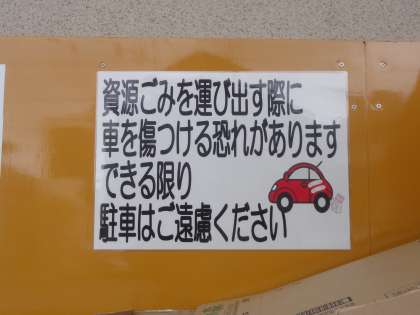 資源ごみを運び出す際に
車を傷つける恐れがあります
できる限り
駐車はご遠慮ください